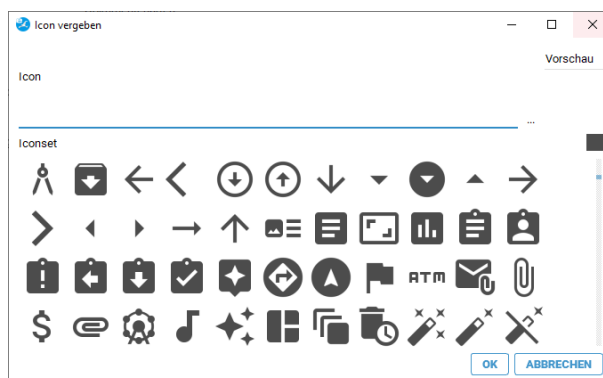 Icon vergeben
Vorschau
Icon
...
Iconset
ATM
OK
ABBRECHEN